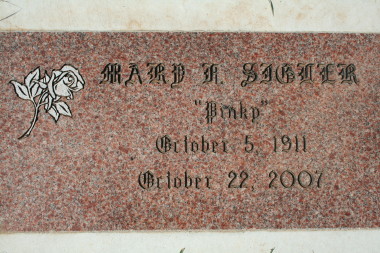 MARY F. SIGLER
"Pinky"
October 5, 1911
October 22, 2007